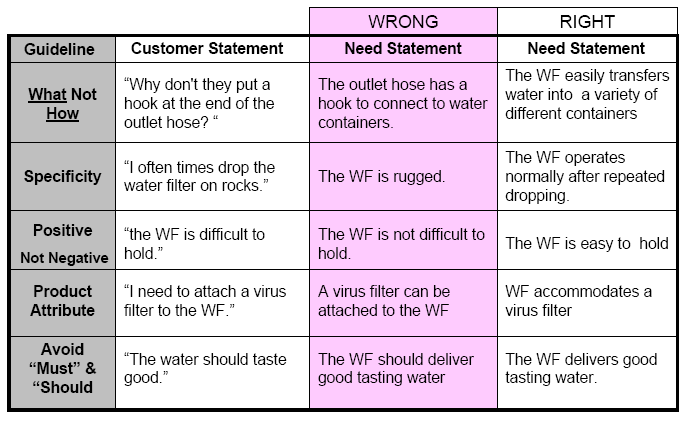 WRONG
RIGHT
Guideline
Customer Statement
Need Statement
Need Statement
What Not
How
“Why don't they put a
hook at the end of the
outlet hose? “
The outlet hose has a
hook to connect to water
containers.
The WF easily transfers
water into a variety of
different containers
Specificity
“I often times drop the
water filter on rocks.”
The WF is rugged.
The WF operates
normally after repeated
dropping.
Positive
Not Negative
“the WF is difficult to
hold.”
The WF is not difficult to
hold.
The WF is easy to hold
Product
Attribute
“I need to attach a virus
filter to the WF.”
A virus filter can be
attached to the WF
WF accommodates a
virus filter
Avoid
“Must” &
“Should
“The water should taste
good.”
The WF should deliver
good tasting water
The WF delivers good
tasting water.